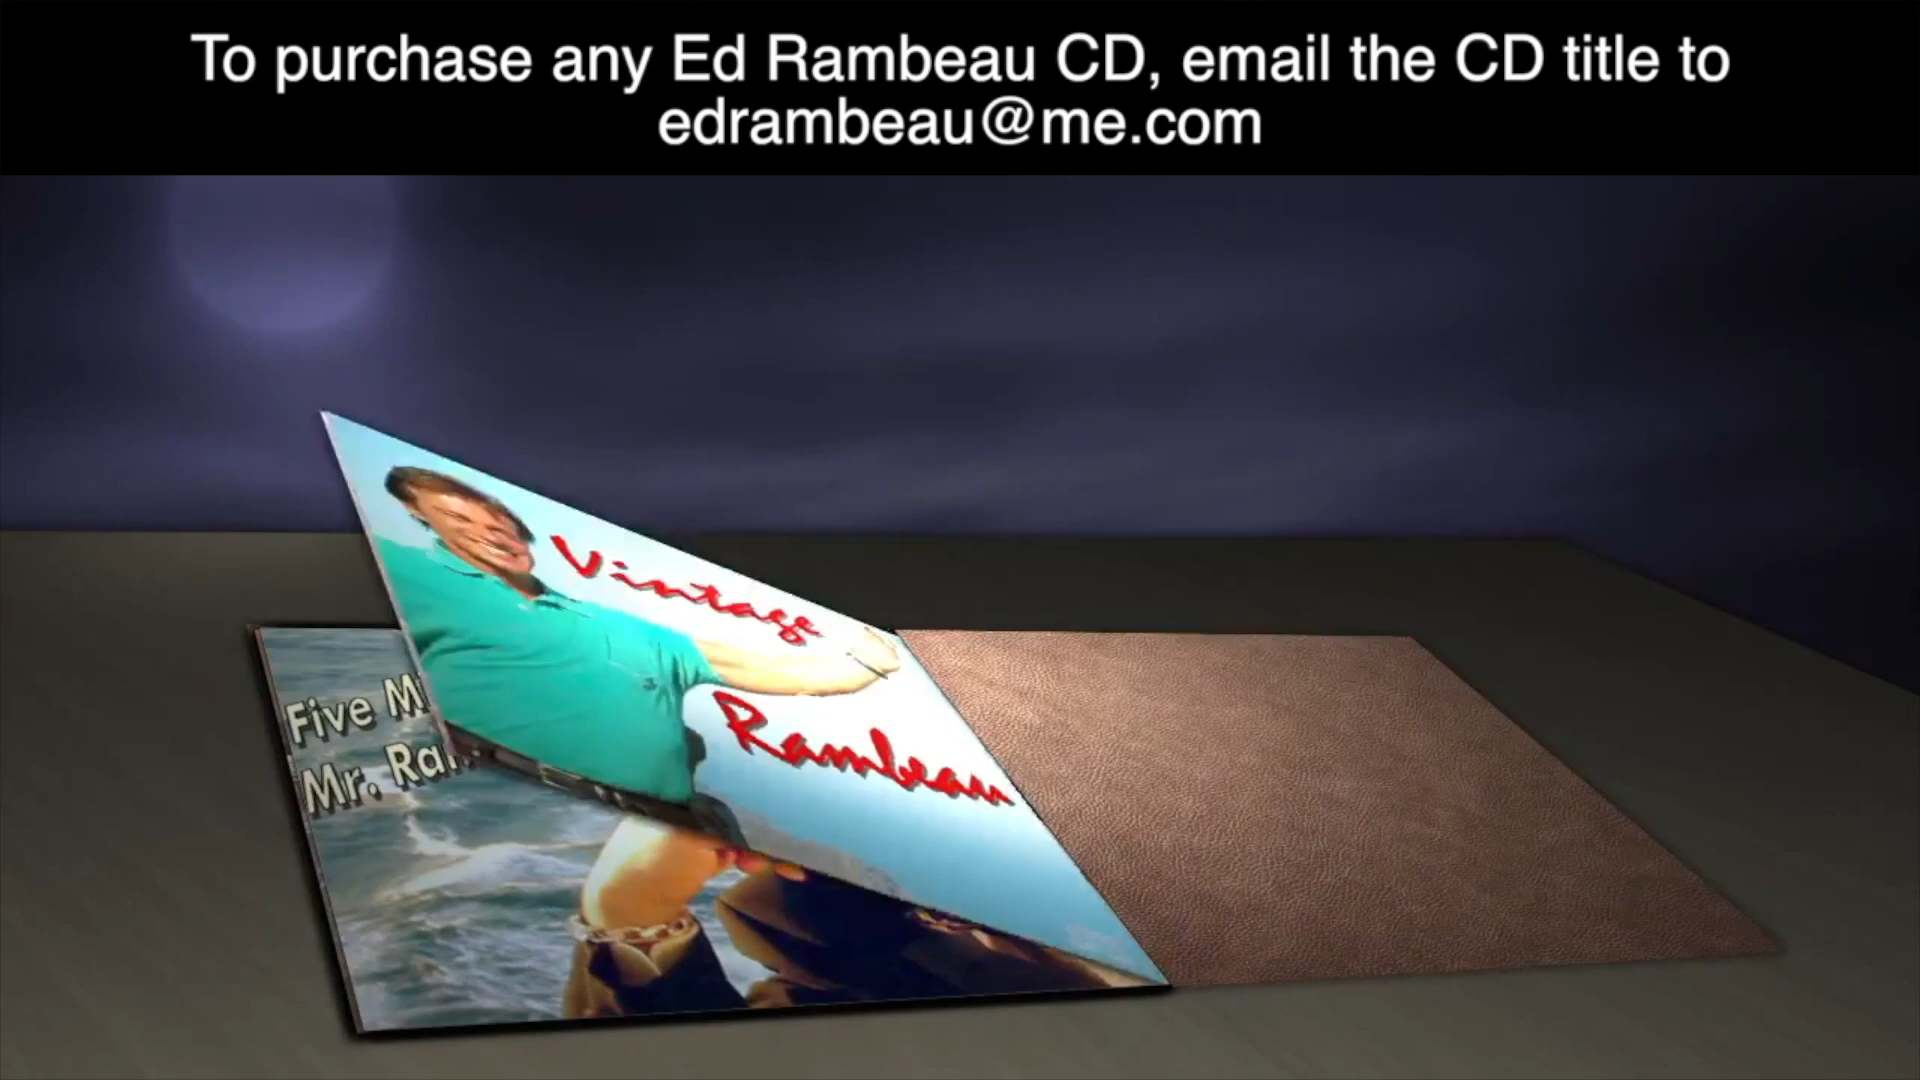 To purchase any Ed Rambeau CD, email the CD title to
edrambeau@me.com
Vintage
Rambeau
Five
Mr.